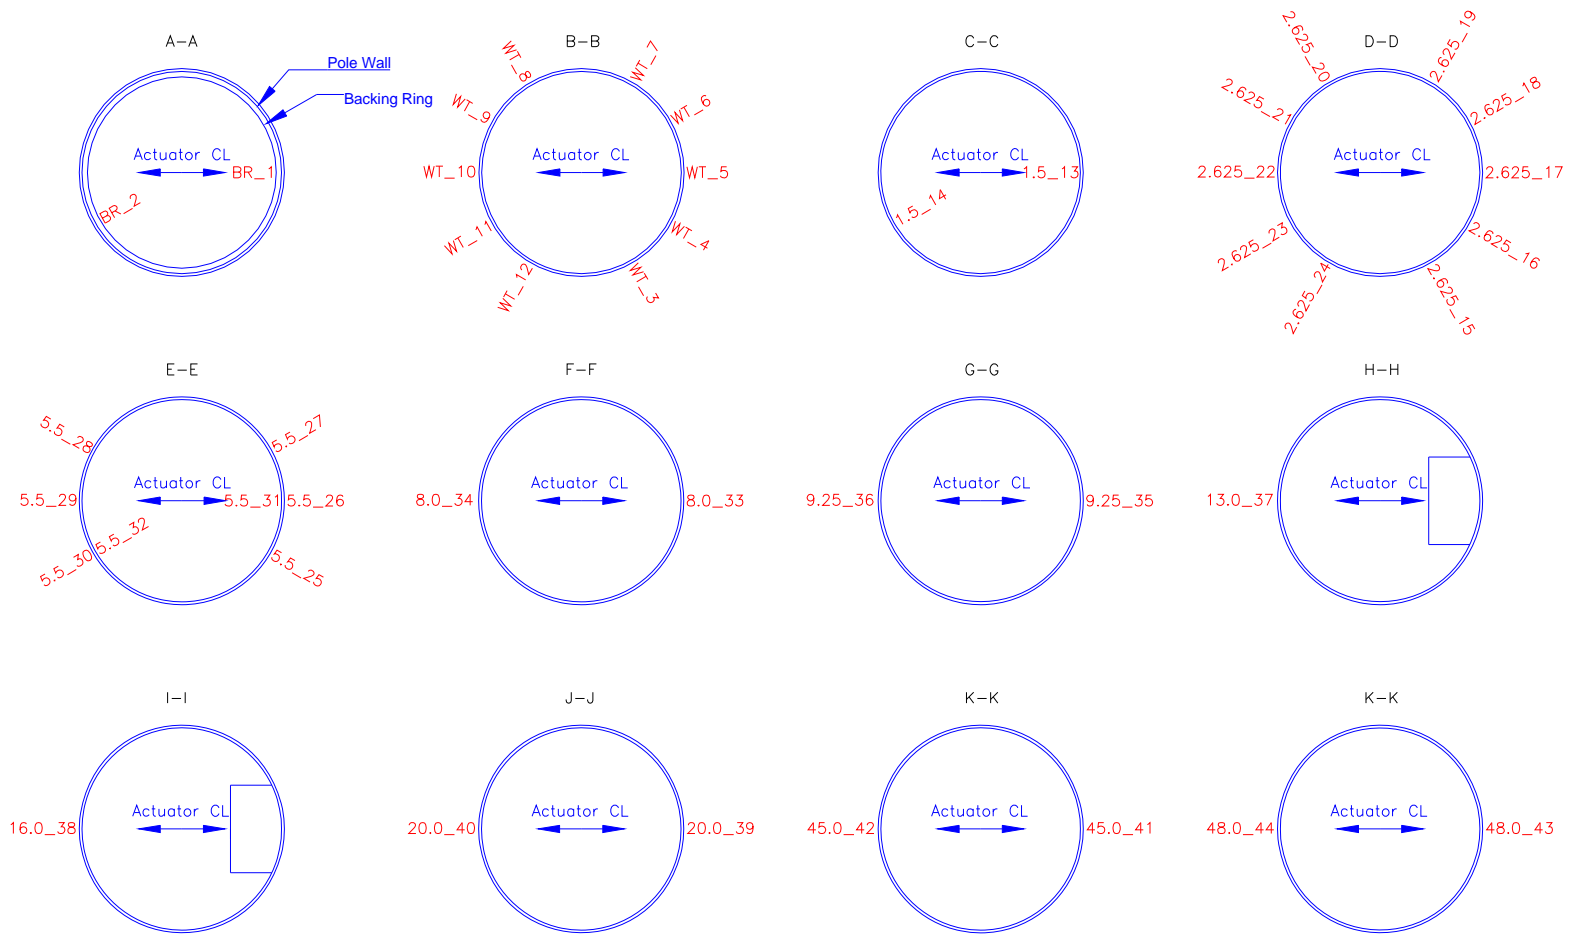 A-A
Pole Wall
Backing Ring
Actuator CL
BR_1
BR_2
B-B
WT_8
WT_7
WT_9
WT_6
Actuator CL
WT_10
WT_5
WT_11
WT_4
WT_12
WT_3
C-C
Actuator CL
1.5_13
1.5_14
D-D
2.625_20
2.625_19
2.625_21
2.625_18
Actuator CL
2.625_22
2.625_17
2.625_23
2.625_16
2.625_24
2.625_15
E-E
5.5_28
5.5_27
Actuator CL
5.5_29
5.5_31
5.5_26
5.5_30
5.5_32
5.5_25
F-F
Actuator CL
8.0_34
8.0_33
G-G
Actuator CL
9.25_36
9.25_35
H-H
Actuator CL
13.0_37
I-I
Actuator CL
16.0_38
J-J
Actuator CL
20.0_40
20.0_39
K-K
Actuator CL
45.0_42
45.0_41
K-K
Actuator CL
48.0_44
48.0_43